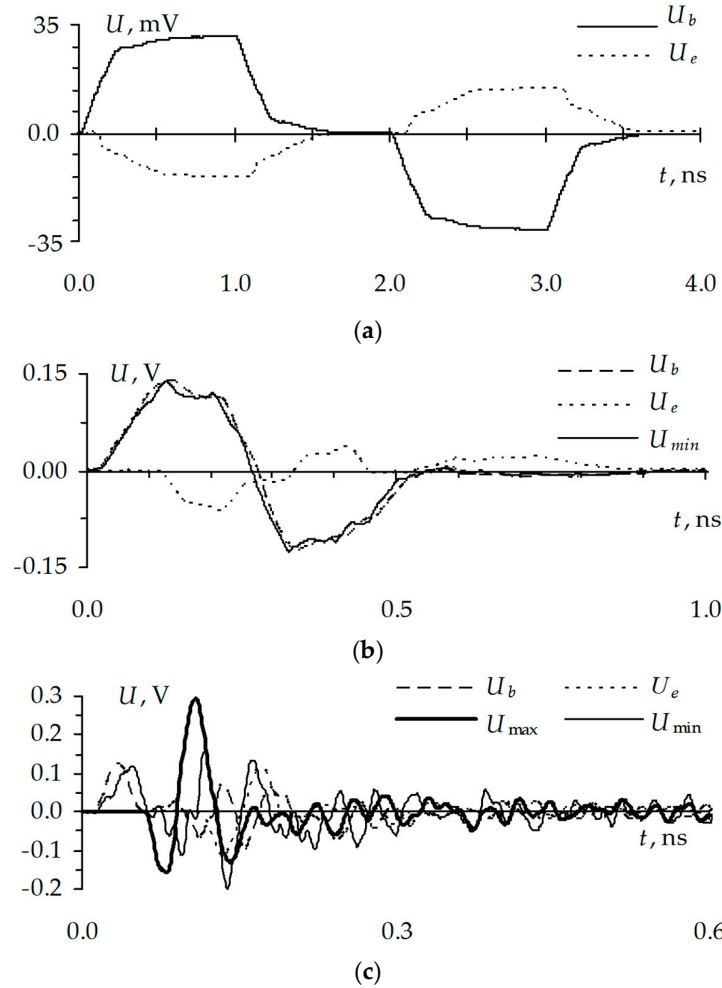 35 U, mV U_b
U_e
0.0
t, ns
-35
0.0 1.0 2.0 3.0 4.0
(a)
0.15 U, V U_b
U_e
U_min
0.00
t, ns
-0.15
0.0 0.5 1.0
(b)
0.3 U, V U_b U_e
0.2 U_max U_min
0.1
0.0
-0.1 t, ns
-0.2
0.0 0.3 0.6
(c)